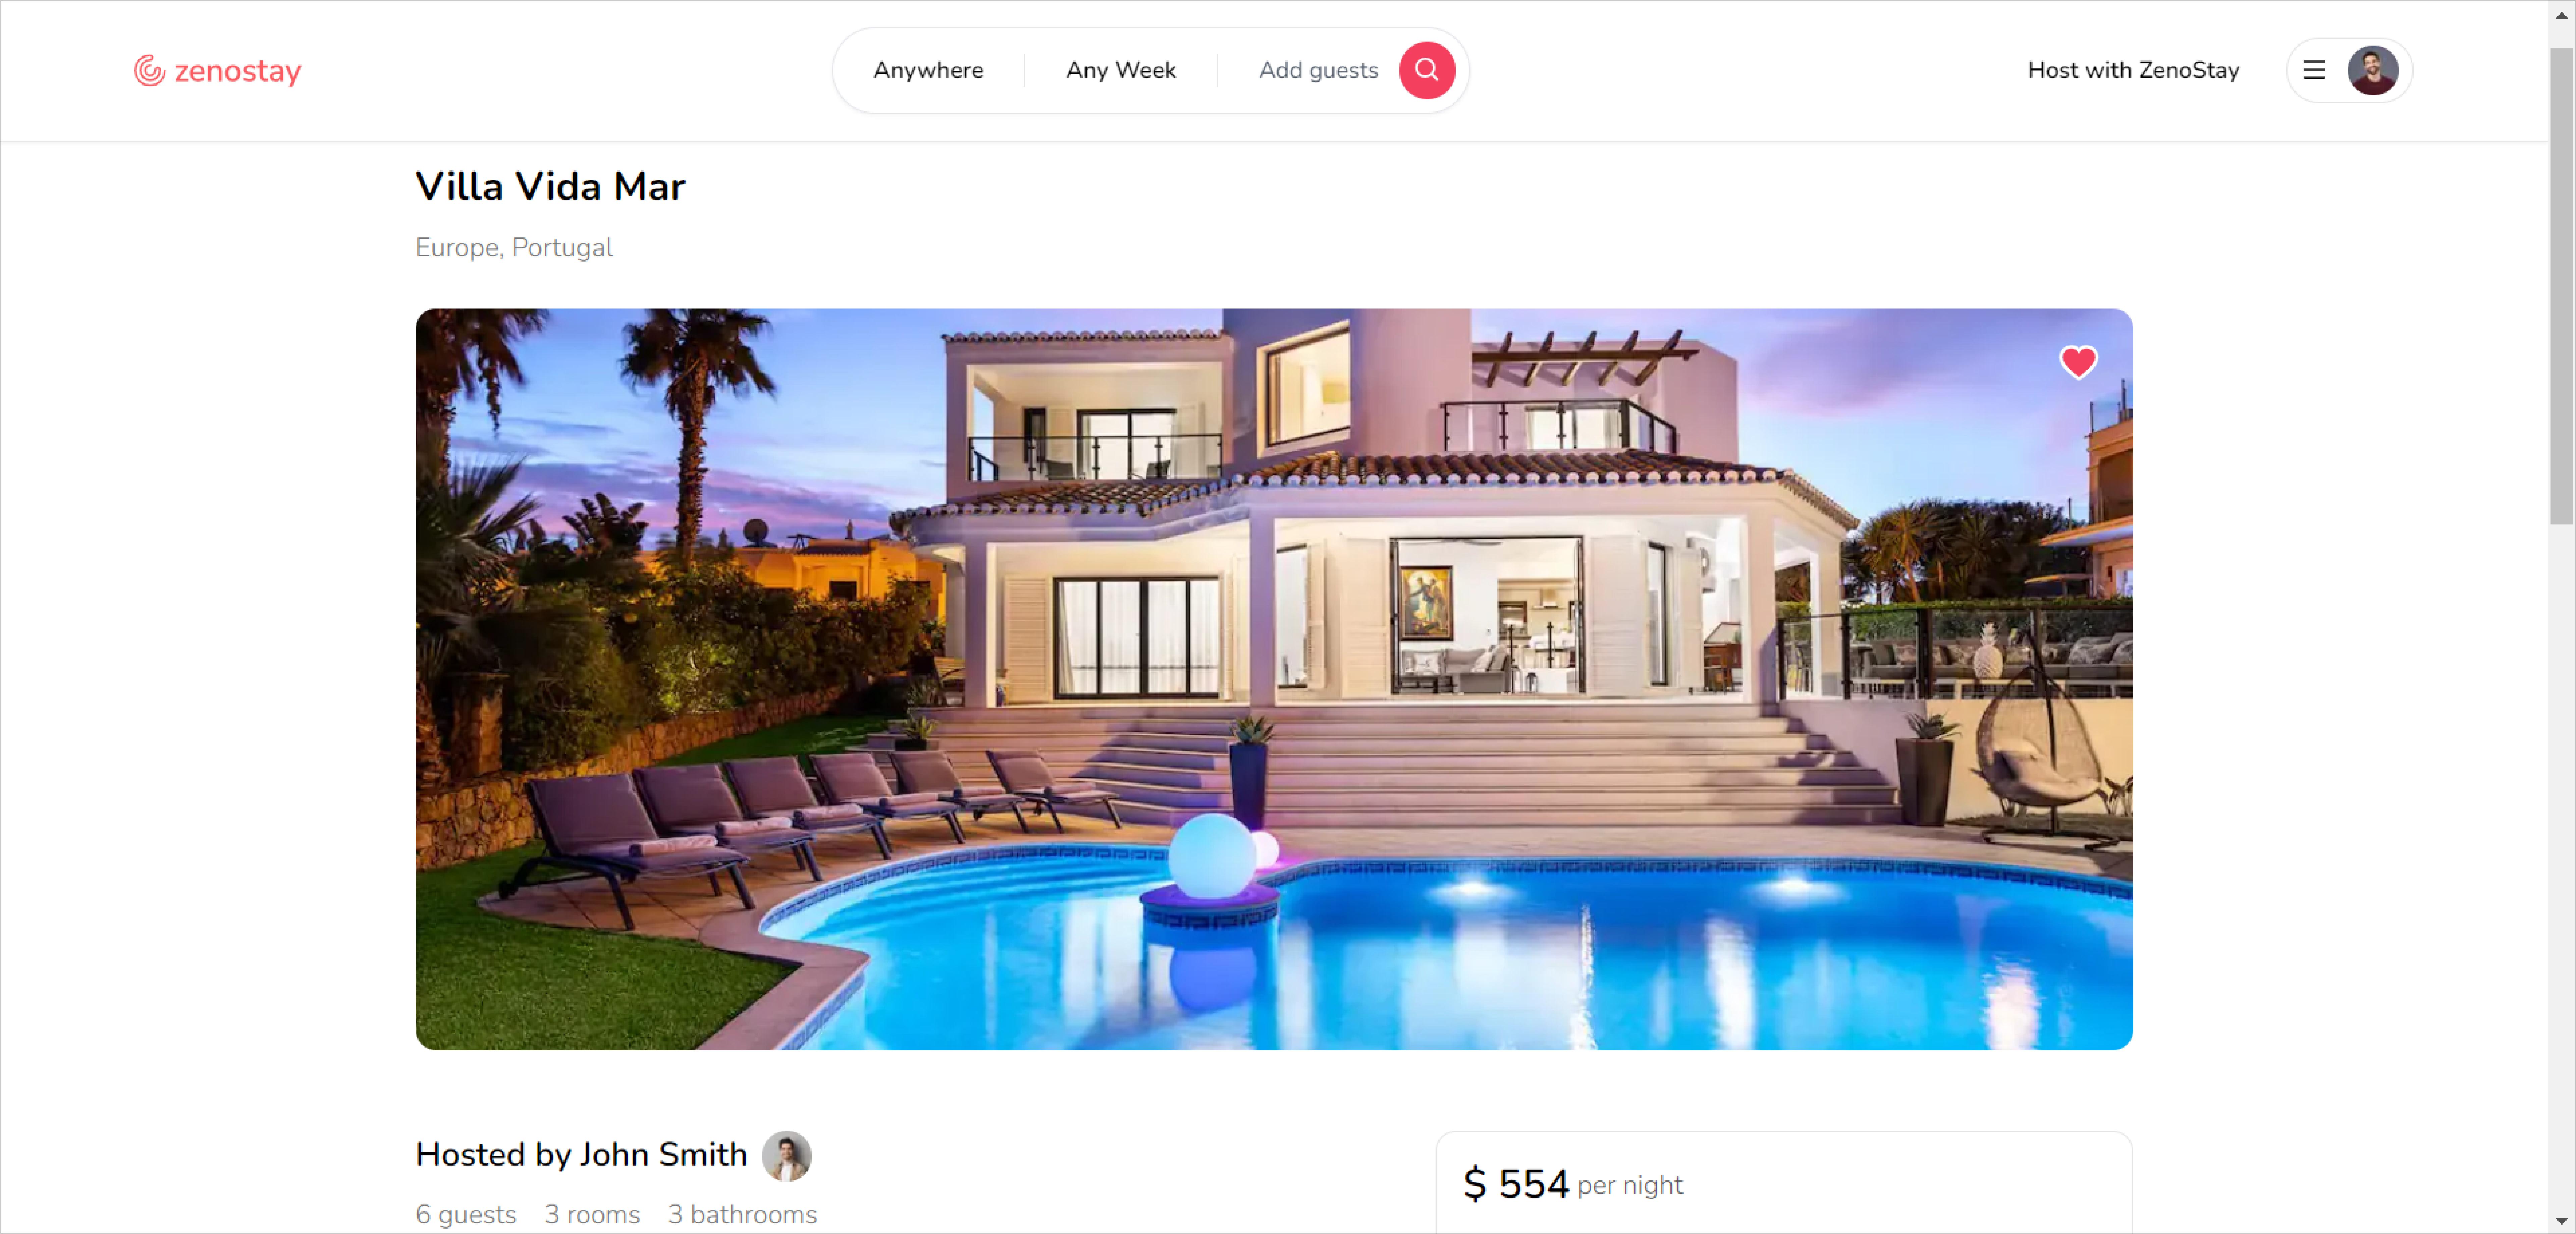 zenostay
Anywhere
Any Week
Add guests
Host with ZenoStay
Villa Vida Mar
Europe, Portugal
Hosted by John Smith
6 guests 3 rooms 3 bathrooms
$ 554 per night